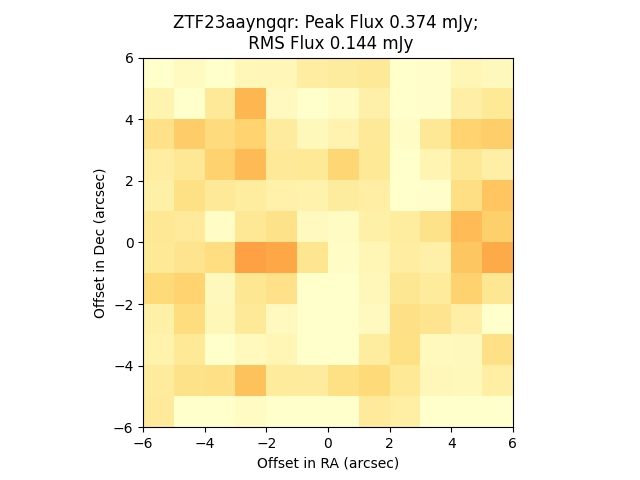 ZTF23aayngqr: Peak Flux 0.374 mJy;
RMS Flux 0.144 mJy
6
4
2
0
−2
−4
−6
Offset in Dec (arcsec)
−6 −4 −2 0 2 4 6
Offset in RA (arcsec)